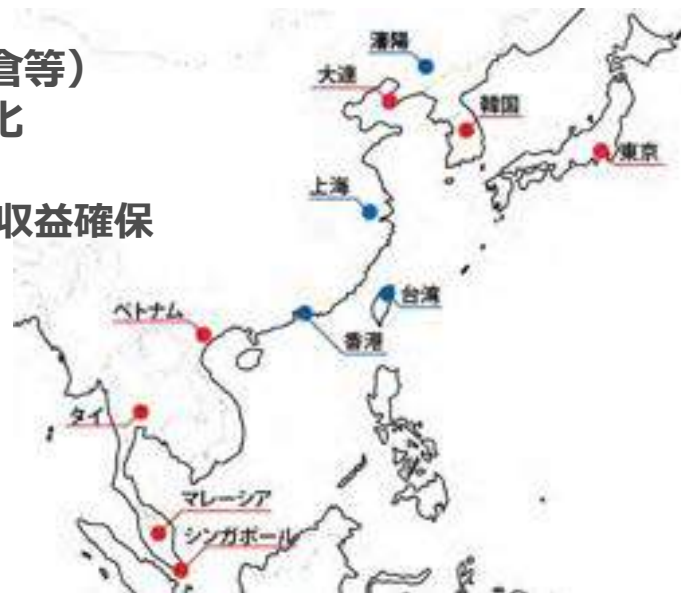 倉等）
化
収益確保
瀋陽
大連
韓国
東京
上海
台湾
香港
ベトナム
タイ
マレーシア
シンガポール